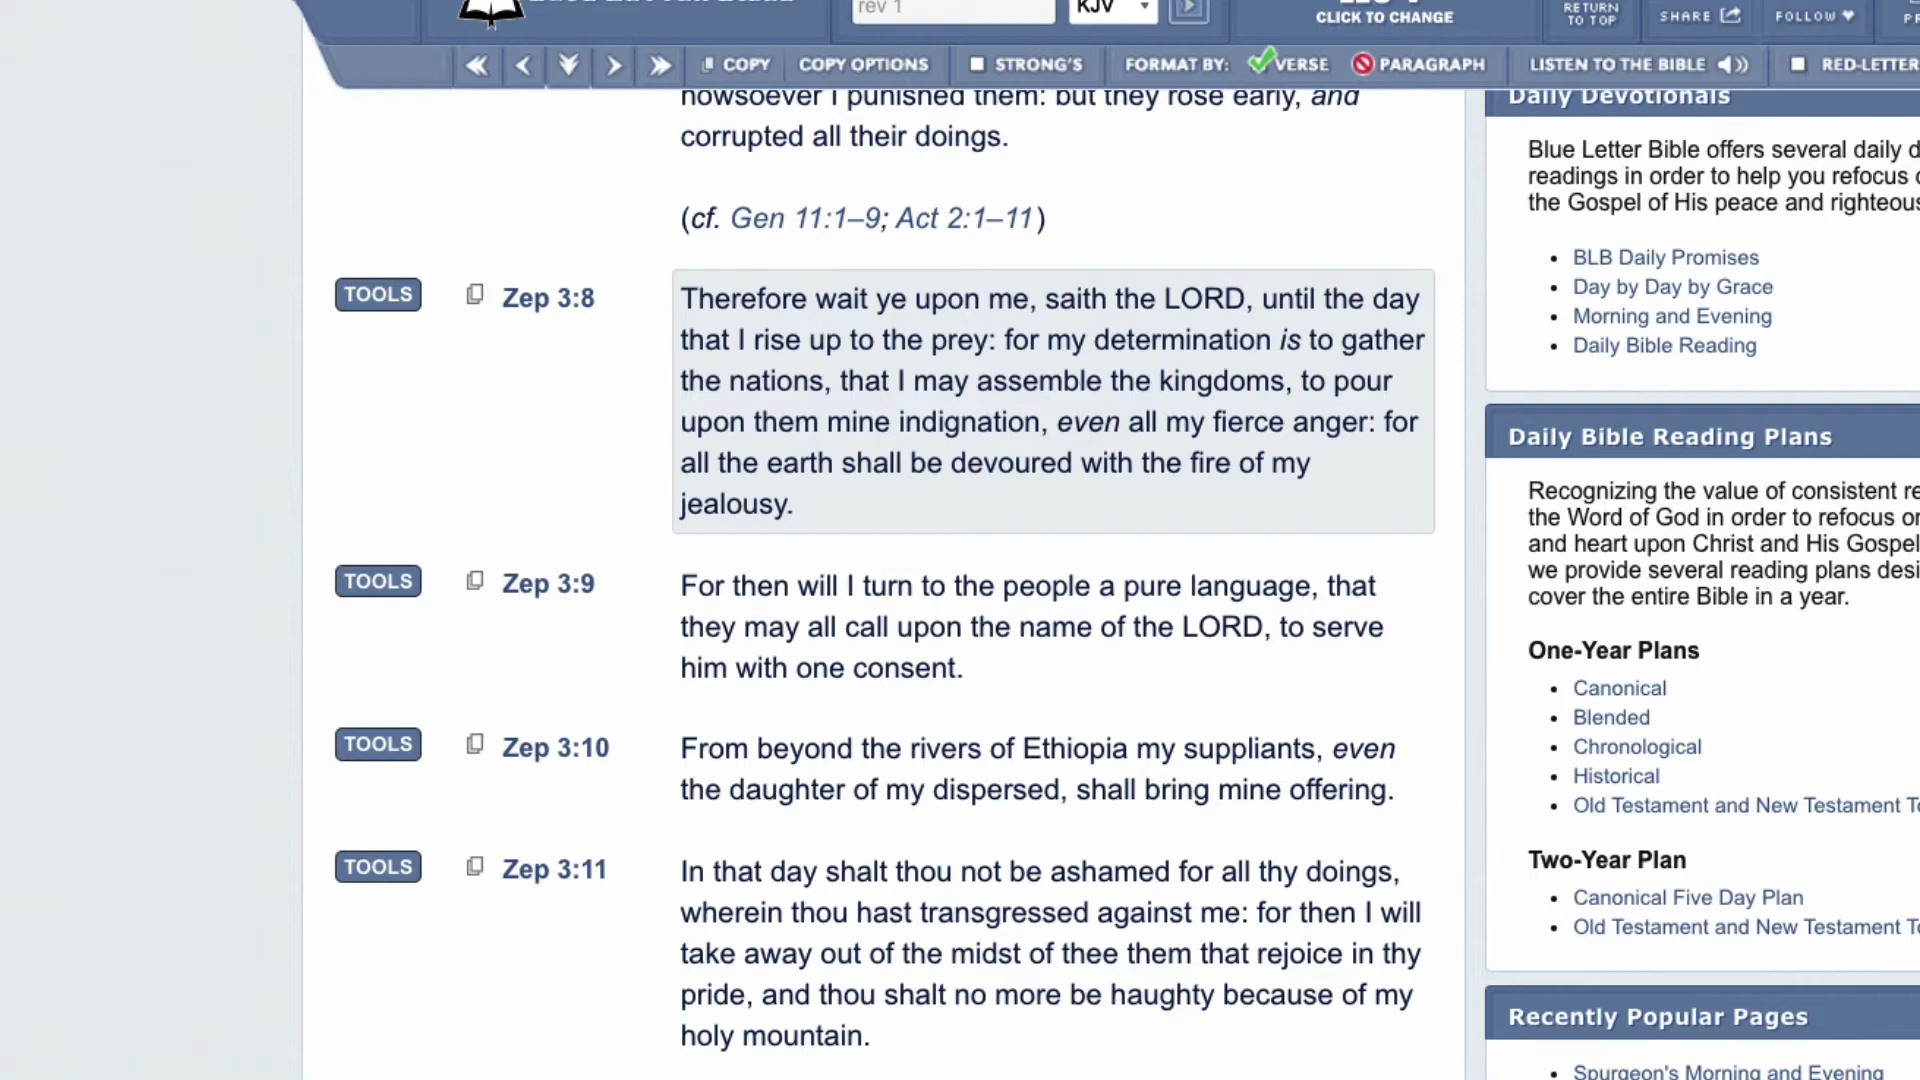 rev 1
KJV
CLICK TO CHANGE
RETURN
TO TOP
SHARE
FOLLOW
COPY
COPY OPTIONS
STRONG'S
FORMAT BY:
VERSE
PARAGRAPH
LISTEN TO THE BIBLE
RED-LETTER
howsoever I punished them: but they rose early, and
corrupted all their doings.
(cf. Gen 11:1–9; Act 2:1–11)
TOOLS
Zep 3:8
Therefore wait ye upon me, saith the LORD, until the day
that I rise up to the prey: for my determination is to gather
the nations, that I may assemble the kingdoms, to pour
upon them mine indignation, even all my fierce anger: for
all the earth shall be devoured with the fire of my
jealousy.
TOOLS
Zep 3:9
For then will I turn to the people a pure language, that
they may all call upon the name of the LORD, to serve
him with one consent.
TOOLS
Zep 3:10
From beyond the rivers of Ethiopia my suppliants, even
the daughter of my dispersed, shall bring mine offering.
TOOLS
Zep 3:11
In that day shalt thou not be ashamed for all thy doings,
wherein thou hast transgressed against me: for then I will
take away out of the midst of thee them that rejoice in thy
pride, and thou shalt no more be haughty because of my
holy mountain.
Daily Devotionals
Blue Letter Bible offers several daily d
readings in order to help you refocus o
the Gospel of His peace and righteous
BLB Daily Promises
Day by Day by Grace
Morning and Evening
Daily Bible Reading
Daily Bible Reading Plans
Recognizing the value of consistent re
the Word of God in order to refocus on
and heart upon Christ and His Gospel
we provide several reading plans desi
cover the entire Bible in a year.
One-Year Plans
Canonical
Blended
Chronological
Historical
Old Testament and New Testament To
Two-Year Plan
Canonical Five Day Plan
Old Testament and New Testament To
Recently Popular Pages
Spurgeon's Morning and Evening